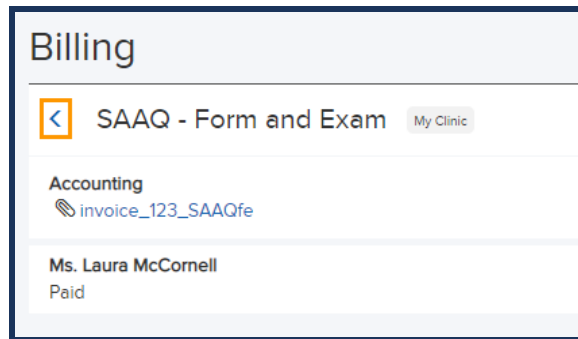 Billing
SAAQ - Form and Exam My Clinic
Accounting
invoice_123_SAAQfe
Ms. Laura McCornell
Paid